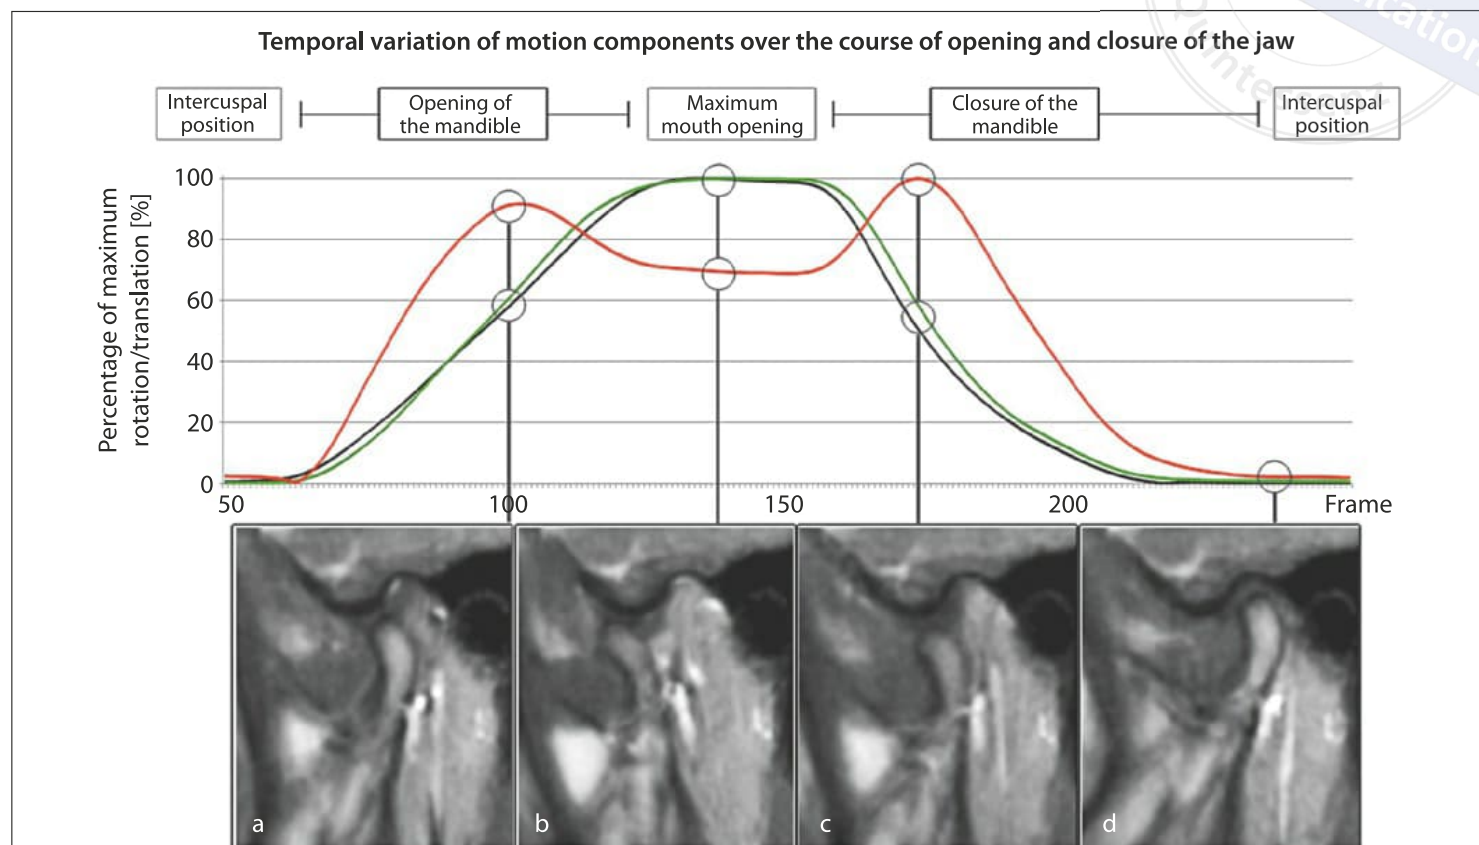 Temporal variation of motion components over the course of opening and closure of the jaw
Intercuspal
position
Opening of
the mandible
Maximum
mouth opening
Closure of the
mandible
Intercuspal
position
Percentage of maximum
rotation/translation [%]
100
80
60
40
20
0
50
100
150
200
Frame
a
b
c
d
Quintessen